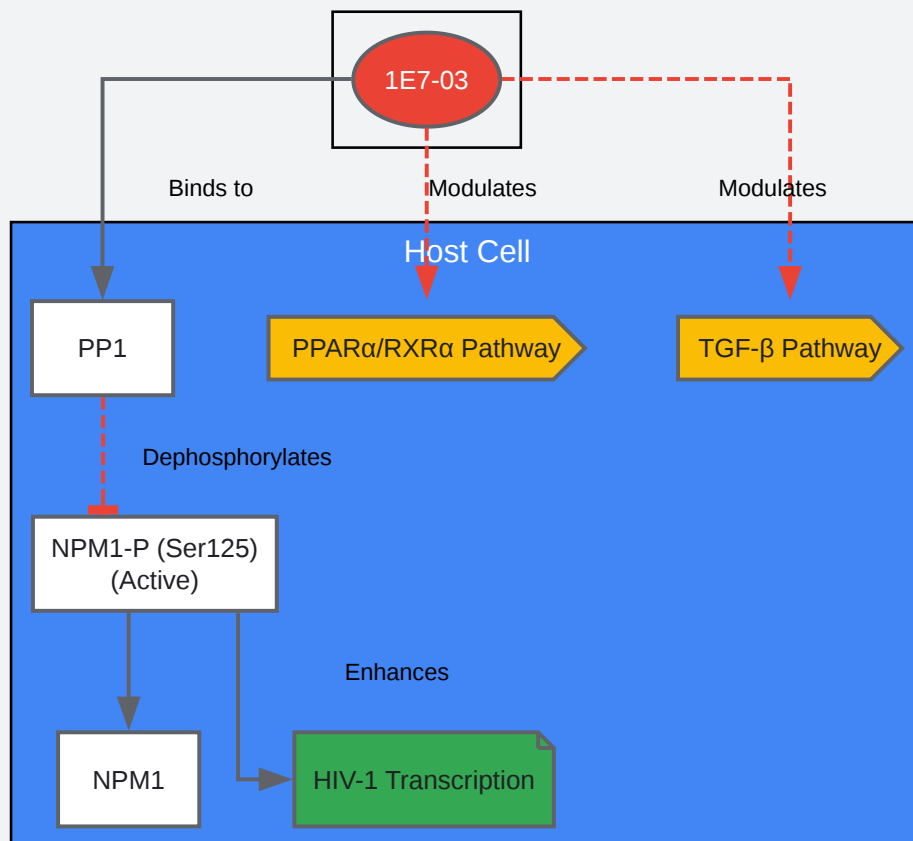 1E7-03
Binds to
Modulates
Modulates
Host Cell
PP1
PPARα/RXRα Pathway
TGF-β Pathway
Dephosphorylates
NPM1-P (Ser125)
(Active)
Enhances
NPM1
HIV-1 Transcription